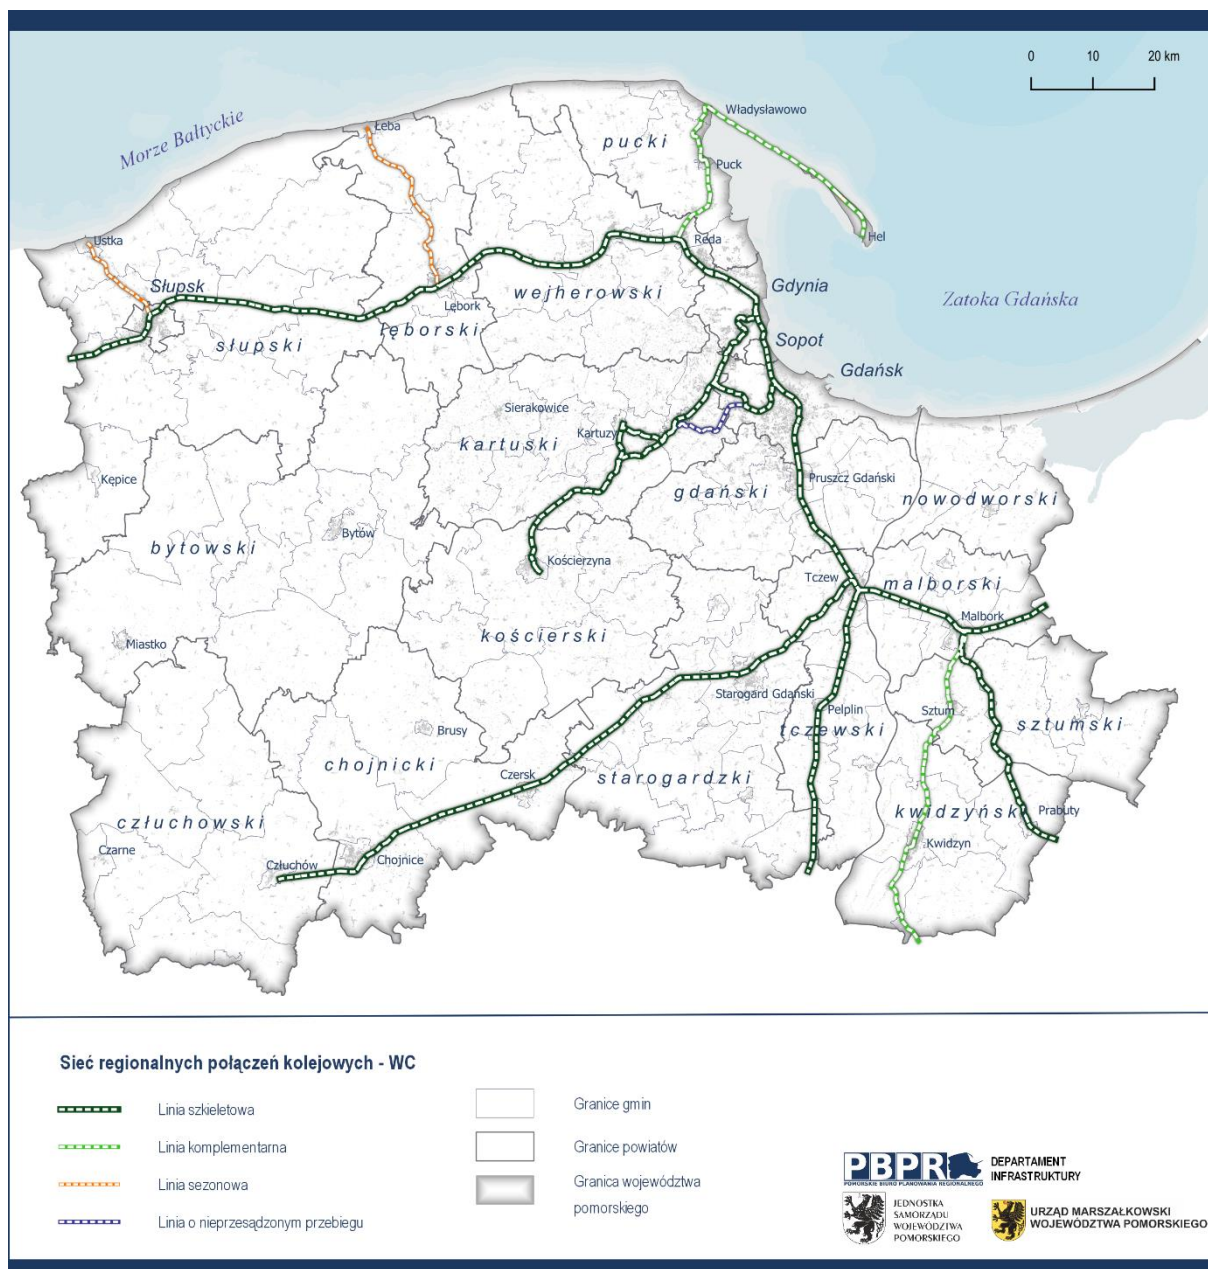 0 10 20 km
Morze Bałtyckie
Władysławowo
Łeba
pucki
Puck
Ustka
Reda
Hel
Słupsk
Gdynia
wejherowski
Zatoka Gdańska
Lębork
lęborski
słupski
Sopot
Gdańsk
Sierakowice
Kartuzy
kartuski
Kępice
Pruszcz Gdański
gdański
nowodworski
Bytów
bytowski
Kościerzyna
Tczew
malborski
Malbork
kościerski
Miastko
Starogard Gdański
Pelplin
Sztum
sztumski
tczewski
Brusy
chojnicki
Czersk
starogardzki
Prabuty
kwidzyński
człuchowski
Kwidzyn
Czarne
Człuchów
Chojnice
Sieć regionalnych połączeń kolejowych - WC
Linia szkieletowa
Linia komplementarna
Linia sezonowa
Linia o nieprzesądzonym przebiegu
Granice gmin
Granice powiatów
Granica województwa
pomorskiego
PBPR
POMORSKIE BIURO PLANOWANIA REGIONALNEGO
DEPARTAMENT
INFRASTRUKTURY
JEDNOSTKA
SAMORZĄDU
WOJEWÓDZTWA
POMORSKIEGO
URZĄD MARSZAŁKOWSKI
WOJEWÓDZTWA POMORSKIEGO